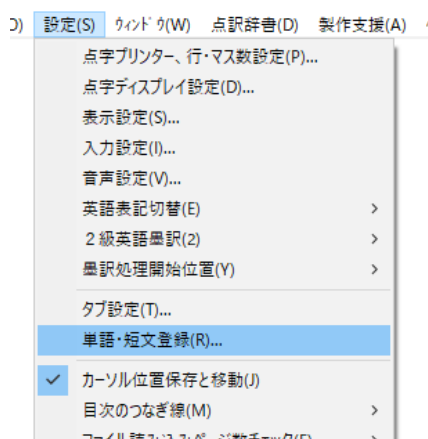 O) 設定(S) ｳｨﾝﾄﾞｳ(W) 点訳辞書(D) 製作支援(A)
点字プリンター、行・マス数設定(P)...
点字ディスプレイ設定(D)...
表示設定(S)...
入力設定(I)...
音声設定(V)...
英語表記切替(E)
２級英語墨訳(2)
墨訳処理開始位置(Y)
タブ設定(T)...
単語・短文登録(R)...
カーソル位置保存と移動(J)
目次のつなぎ線(M)